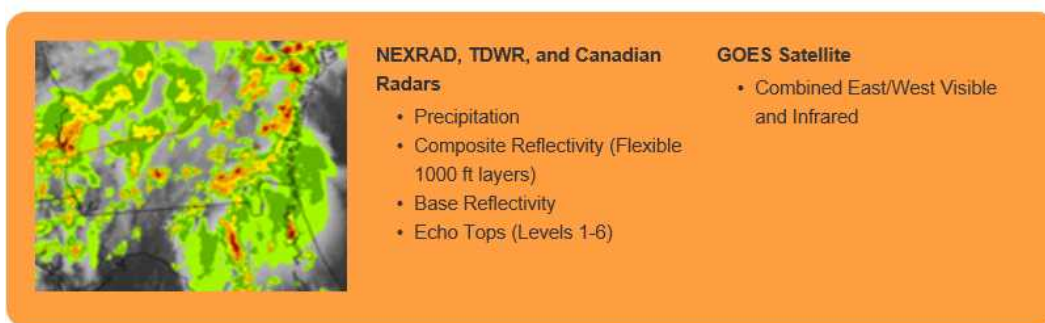 NEXRAD, TDWR, and Canadian
Radars
• Precipitation
• Composite Reflectivity (Flexible
1000 ft layers)
• Base Reflectivity
• Echo Tops (Levels 1-6)
GOES Satellite
• Combined East/West Visible
and Infrared